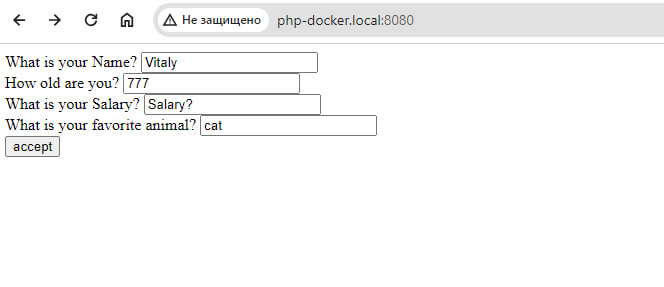 Не защищено php-docker.local:8080
What is your Name? Vitaly
How old are you? 777
What is your Salary? Salary?
What is your favorite animal? cat
accept